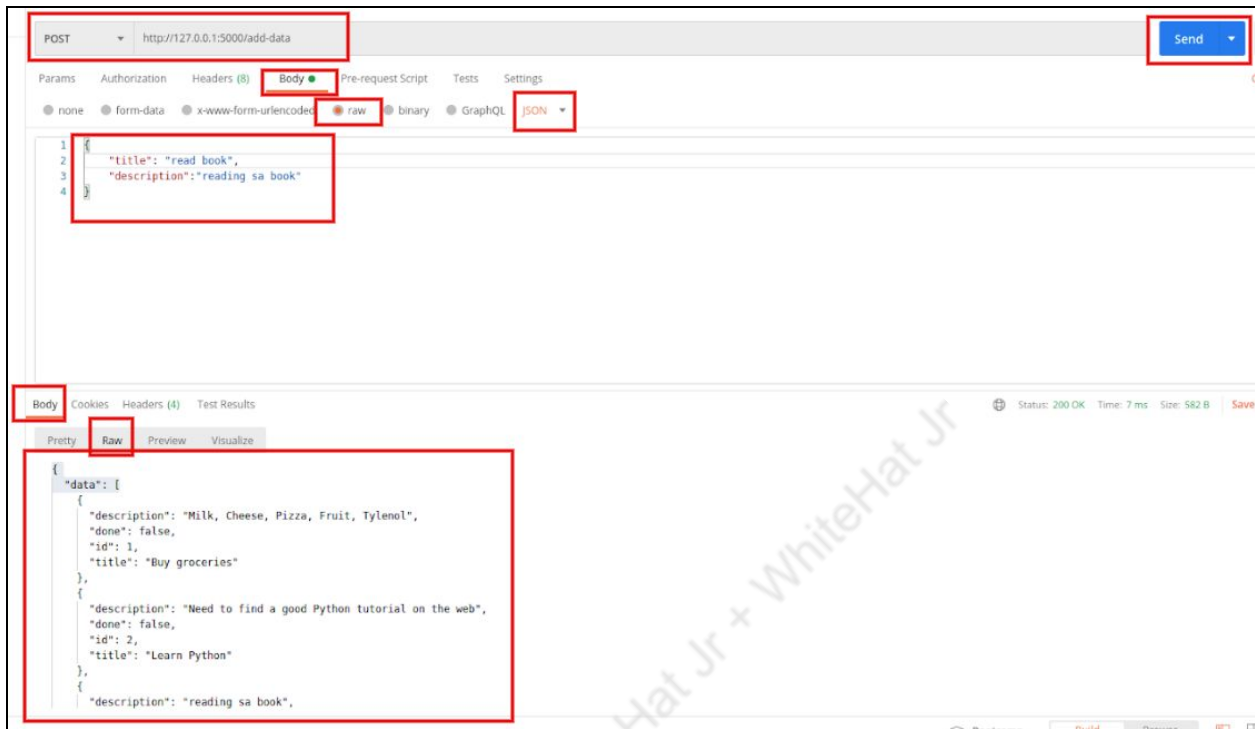 POST http://127.0.0.1:5000/add-data Send
Params Authorization Headers (8) Body Pre-request Script Tests Settings
none form-data x-www-form-urlencoded raw binary GraphQL JSON
1 {
2 "title": "read book",
3 "description":"reading sa book"
4 }
Body Cookies Headers (4) Test Results Status: 200 OK Time: 7 ms Size: 582 B Save
Pretty Raw Preview Visualize
{
"data": [
{
"description": "Milk, Cheese, Pizza, Fruit, Tylenol",
"done": false,
"id": 1,
"title": "Buy groceries"
},
{
"description": "Need to find a good Python tutorial on the web",
"done": false,
"id": 2,
"title": "Learn Python"
},
{
"description": "reading sa book",
Hat Jr + WhiteHat Jr